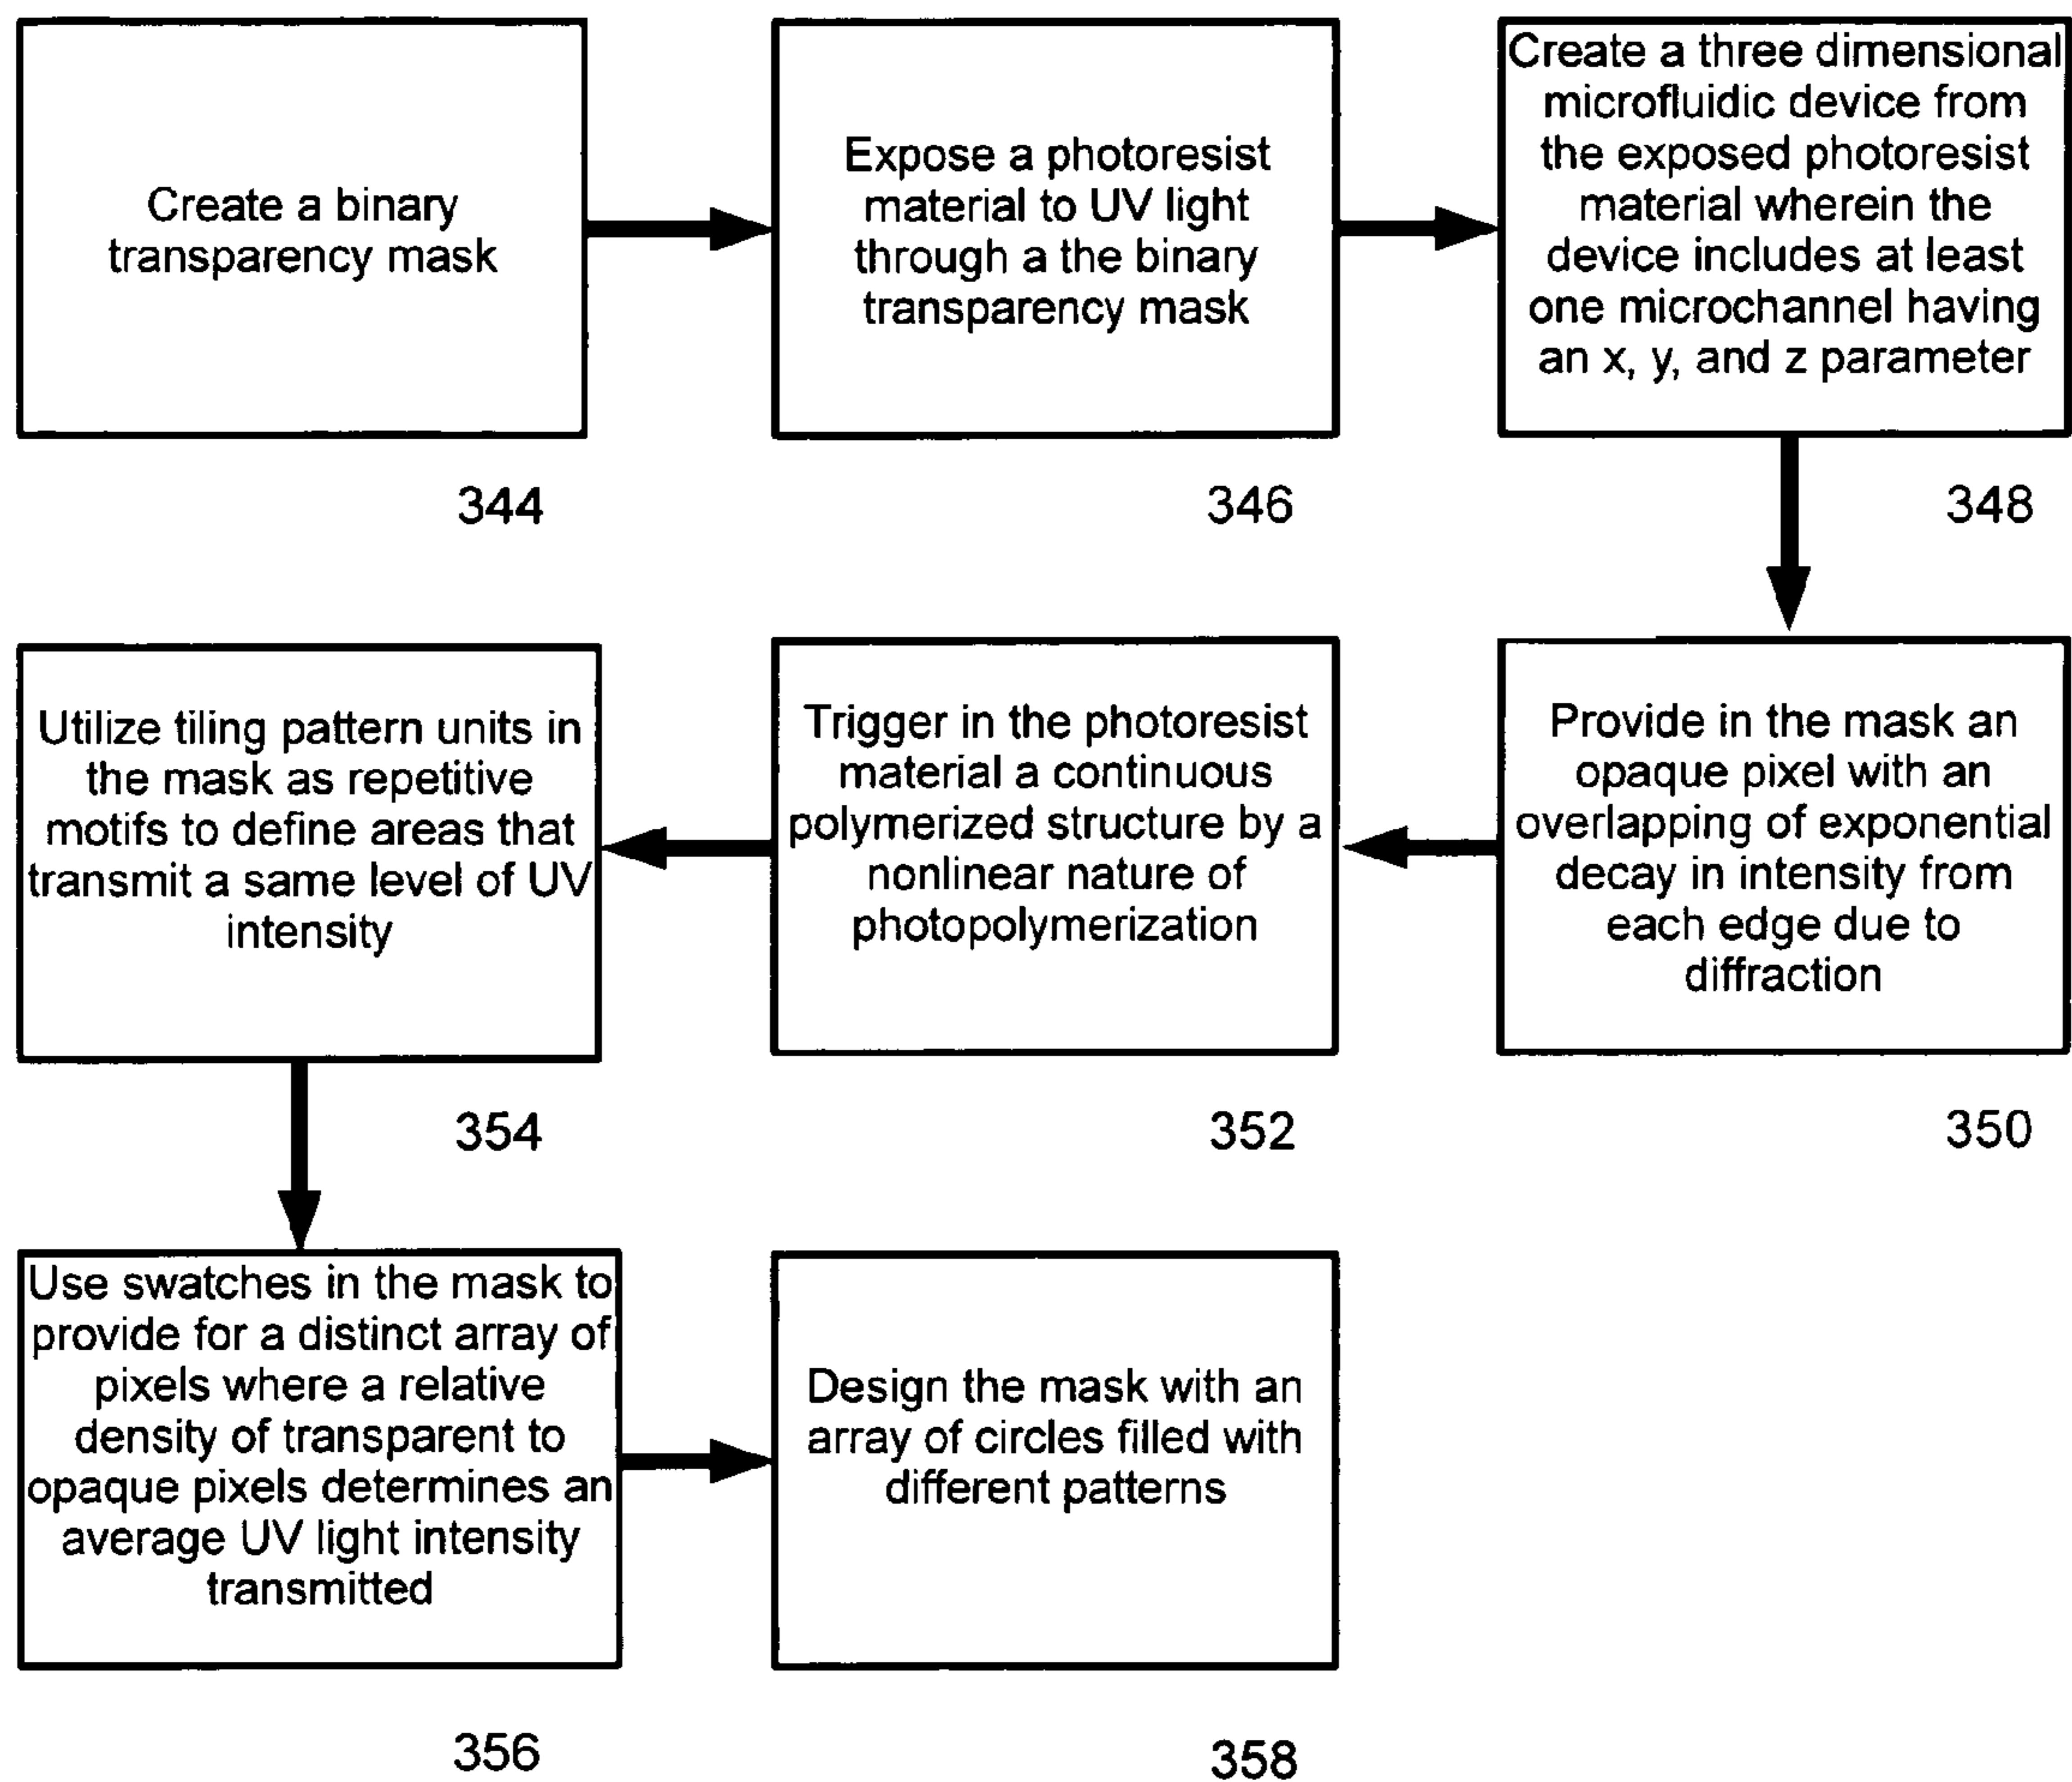 Create a binary
transparency mask
344
Expose a photoresist
material to UV light
through a the binary
transparency mask
346
Create a three dimensional
microfluidic device from
the exposed photoresist
material wherein the
device includes at least
one microchannel having
an x, y, and z parameter
348
Provide in the mask an
opaque pixel with an
overlapping of exponential
decay in intensity from
each edge due to
diffraction
350
Trigger in the photoresist
material a continuous
polymerized structure by a
nonlinear nature of
photopolymerization
352
Utilize tiling pattern units in
the mask as repetitive
motifs to define areas that
transmit a same level of UV
intensity
354
Use swatches in the mask to
provide for a distinct array of
pixels where a relative
density of transparent to
opaque pixels determines an
average UV light intensity
transmitted
356
Design the mask with an
array of circles filled with
different patterns
358